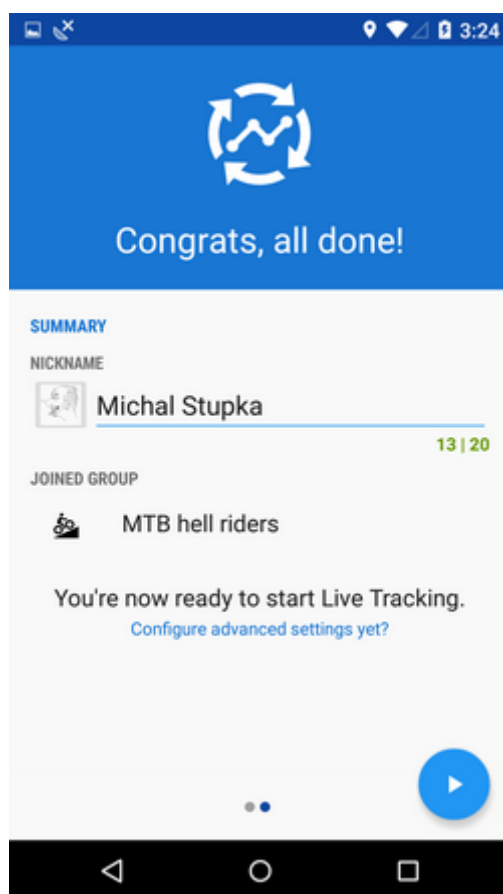 3:24
Congrats, all done!
SUMMARY
NICKNAME
Michal Stupka
13 | 20
JOINED GROUP
MTB hell riders
You're now ready to start Live Tracking.
Configure advanced settings yet?